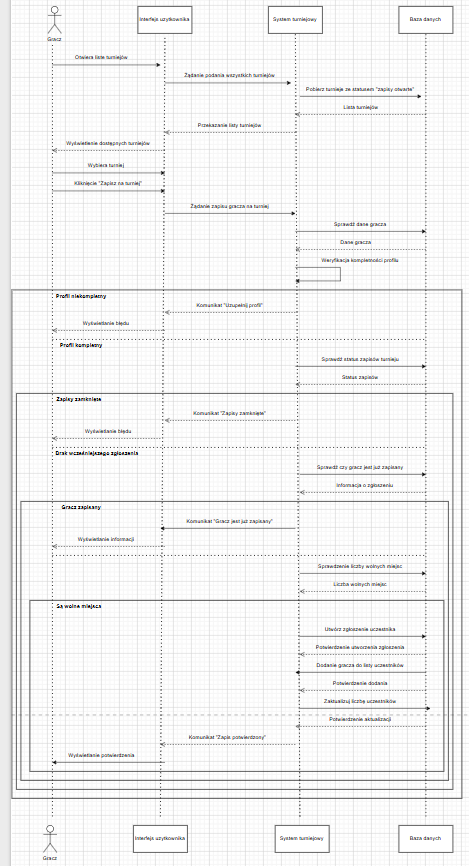 Gracz
Interfejs użytkownika
System turniejowy
Baza danych
Otwiera liste turniejów
Żądanie podania wszystkich turniejów
Pobierz turnieje ze statusem "zapisy otwarte"
Lista turniejów
Przekazanie listy turniejów
Wyświetlenie dostępnych turniejów
Wybiera turniej
Kliknięcie "Zapisz na turniej"
Żądanie zapisu gracza na turniej
Sprawdź dane gracza
Dane gracza
Weryfikacja kompletności profilu
Profil niekompletny
Komunikat "Uzupełnij profil"
Wyświetlanie błędu
Profil kompletny
Sprawdź status zapisów turnieju
Status zapisów
Zapisy zamknięte
Komunikat "Zapisy zamknięte"
Wyświetlanie błędu
Brak wcześniejszego zgłoszenia
Sprawdź czy gracz jest już zapisany
Informacja o zgłoszeniu
Gracz zapisany
Komunikat "Gracz jest już zapisany"
Wyświetlanie informacji
Sprawdzenie liczby wolnych miejsc
Liczba wolnych miejsc
Są wolne miejsca
Utwórz zgłoszenie uczestnika
Potwierdzenie utworzenia zgłoszenia
Dodanie gracza do listy uczestników
Potwierdzenie dodania
Zaktualizuj liczbę uczestników
Potwierdzenie aktualizacji
Komunikat "Zapis potwierdzony"
Wyświetlanie potwierdzenia
Gracz
Interfejs użytkownika
System turniejowy
Baza danych